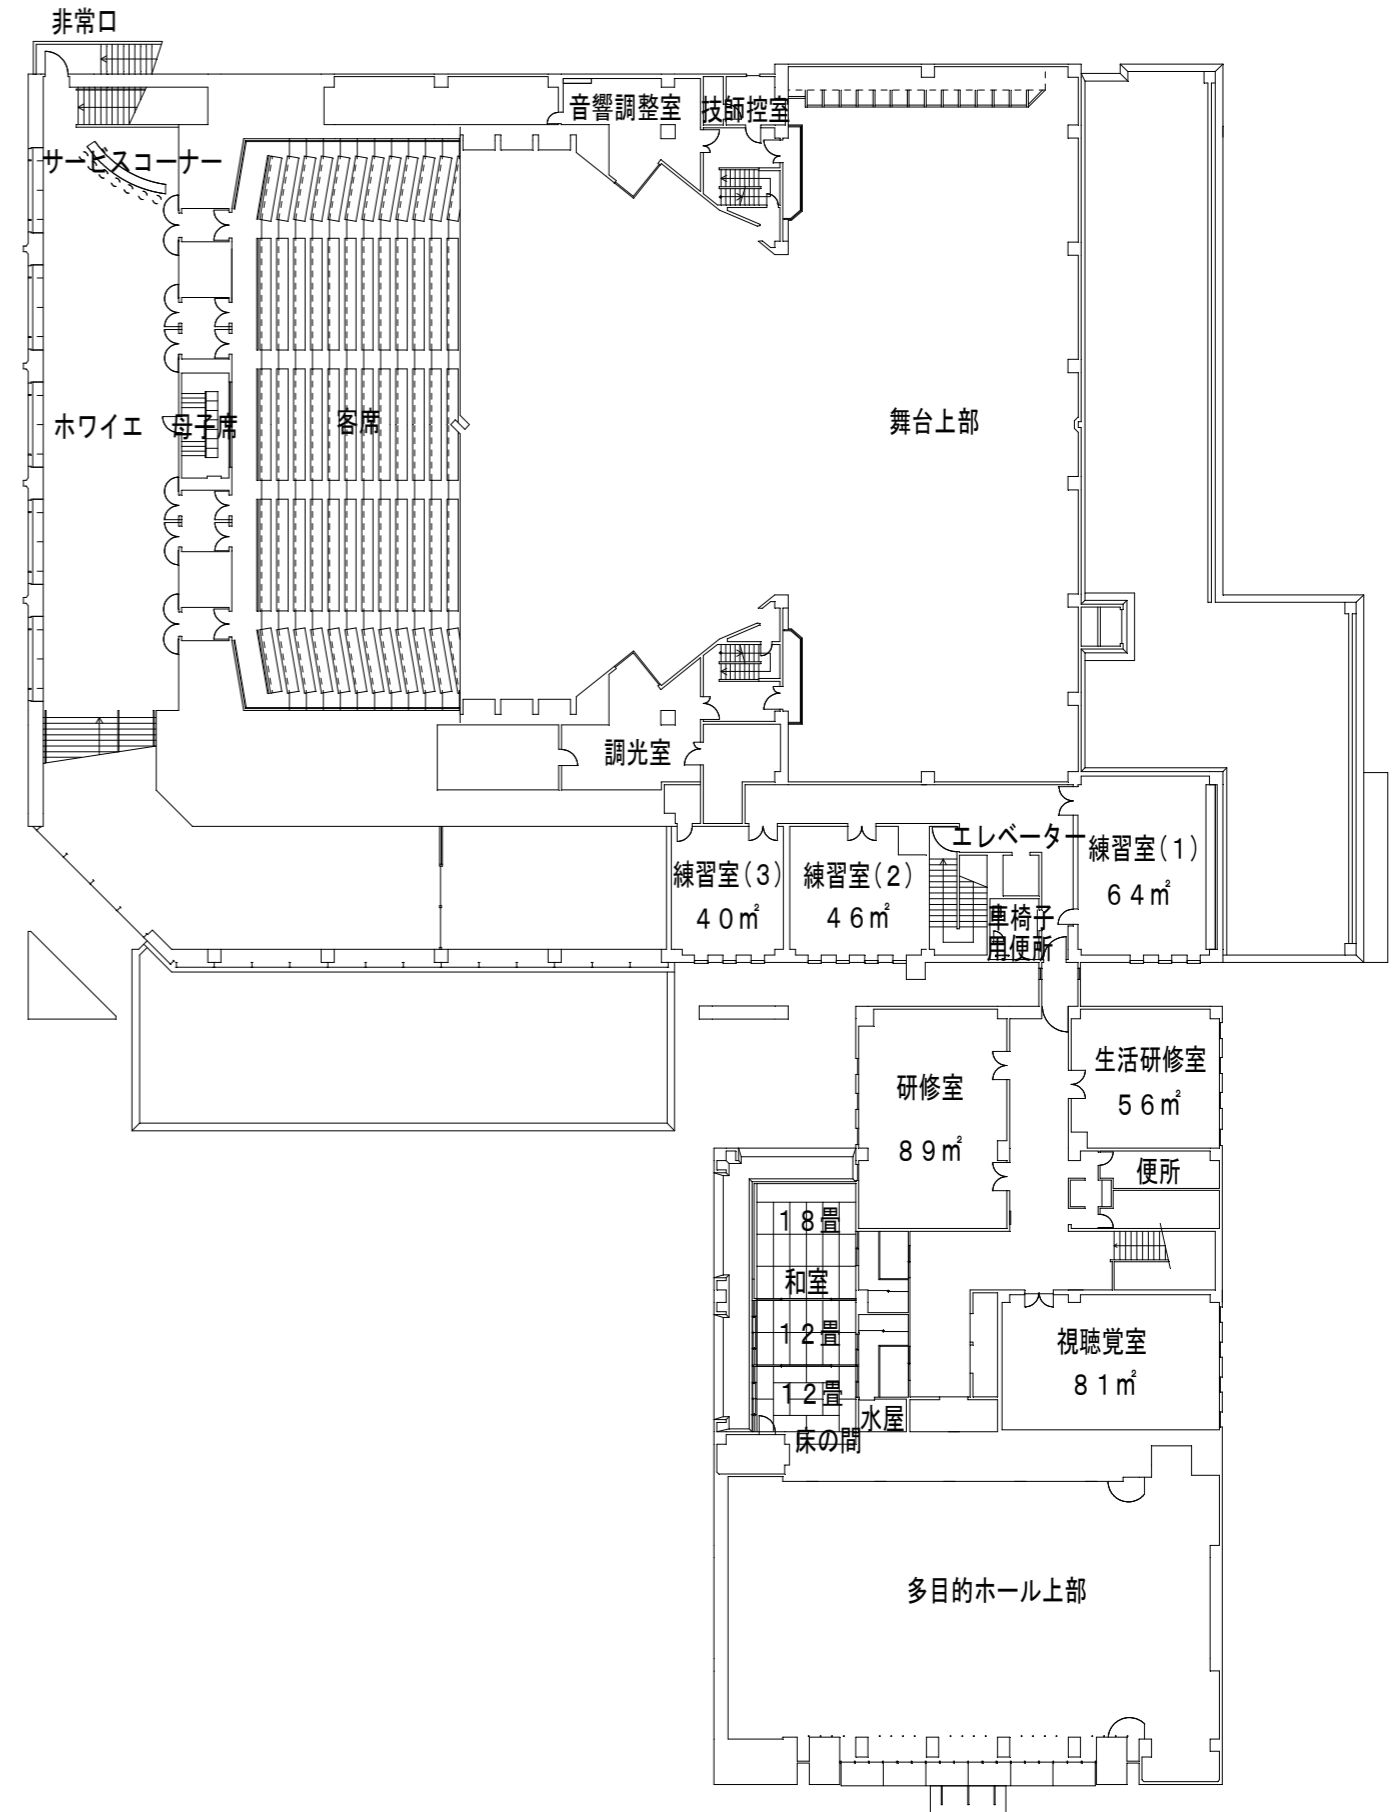 非常口
音響調整室
技師控室
サービスコーナー
ホワイエ
母子席
客席
舞台上部
調光室
エレベーター
練習室(1)
64㎡
練習室(3)
40㎡
練習室(2)
46㎡
車椅子
用便所
生活研修室
56㎡
研修室
89㎡
便所
18畳
和室
12畳
視聴覚室
81㎡
12畳
水屋
床の間
多目的ホール上部